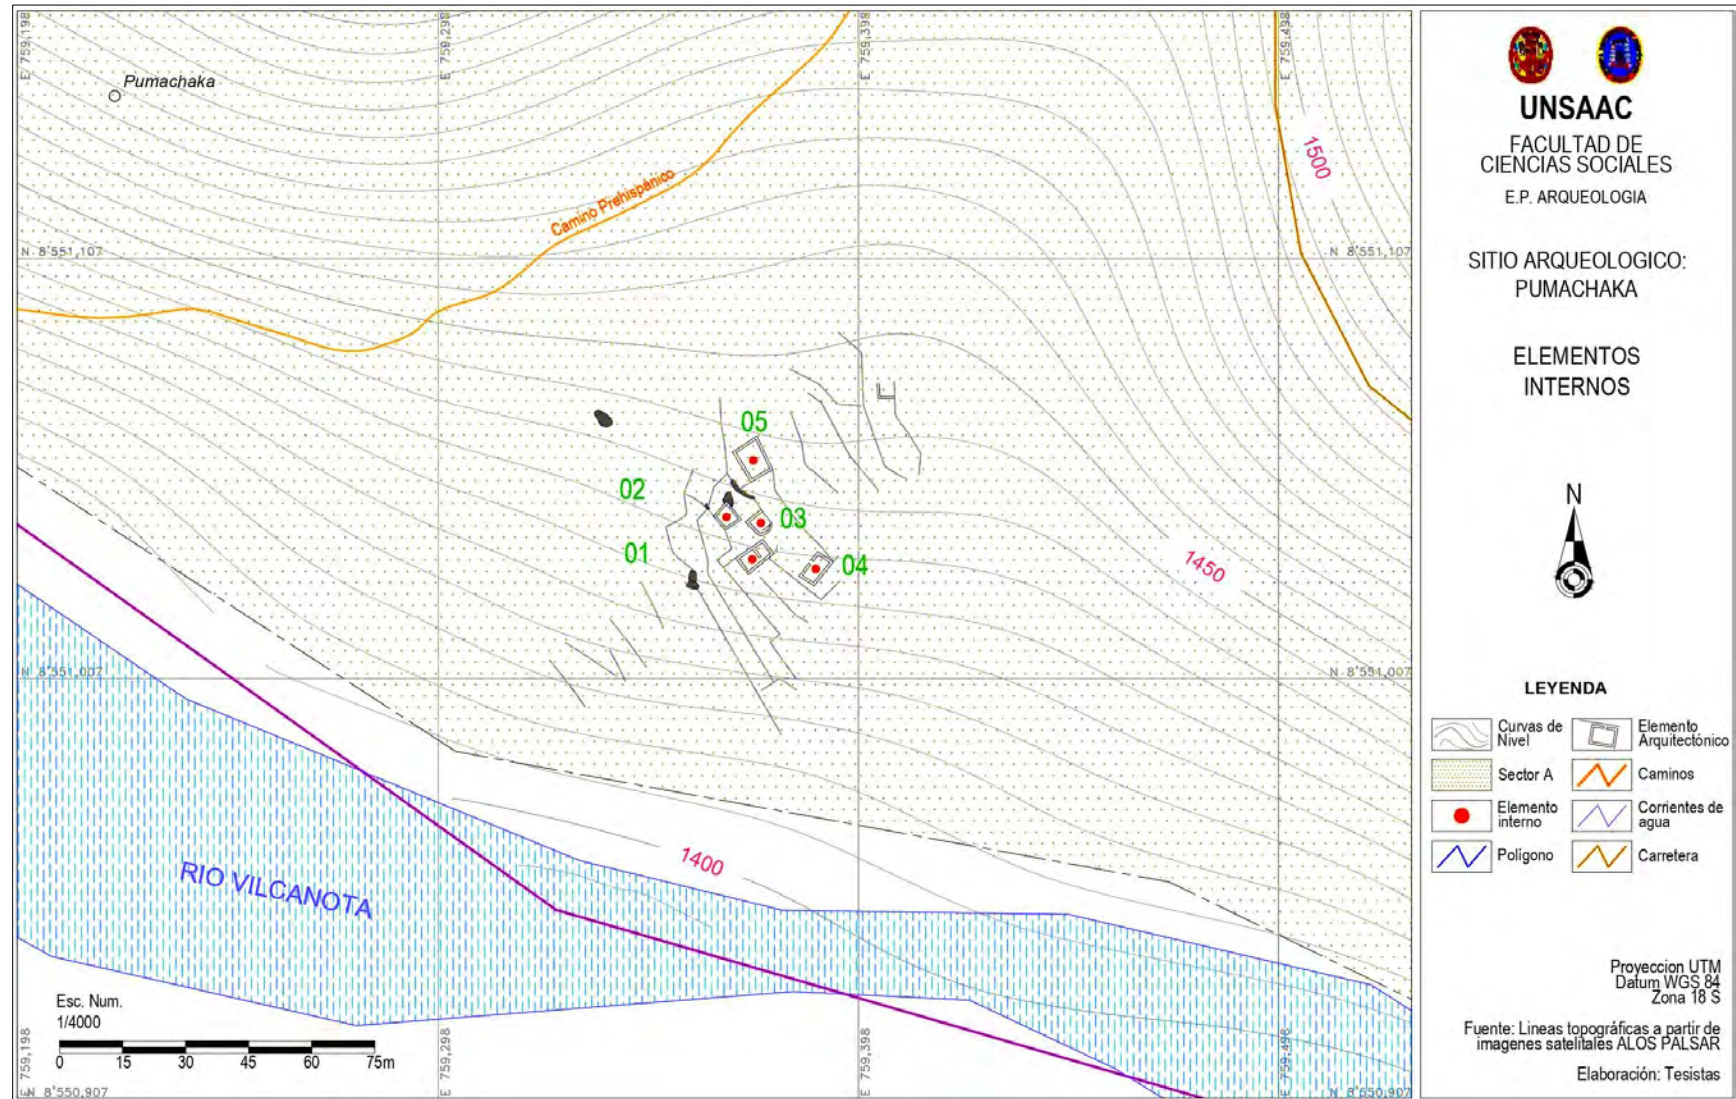 E 759,198
E 759,298
E 759,398
E 759,498
Pumachaka
1500
Camino Prehispánico
N 8'551,107
N 8'551,107
05
02
03
01
04
1450
N 8'551,007
N 8'551,007
1400
RIO VILCANOTA
Esc. Num.
1/4000
0 15 30 45 60 75m
E 759,198
E 759,298
E 759,398
E 759,498
N 8'550,907
N 8'550,907
UNSAAC
FACULTAD DE
CIENCIAS SOCIALES
E.P. ARQUEOLOGIA
SITIO ARQUEOLOGICO:
PUMACHAKA
ELEMENTOS
INTERNOS
N
LEYENDA
Curvas de
Nivel
Elemento
Arquitectónico
Sector A
Caminos
Elemento
interno
Corrientes de
agua
Polígono
Carretera
Proyeccion UTM
Datum WGS 84
Zona 18 S
Fuente: Lineas topográficas a partir de
imagenes satelitales ALOS PALSAR
Elaboración: Tesistas